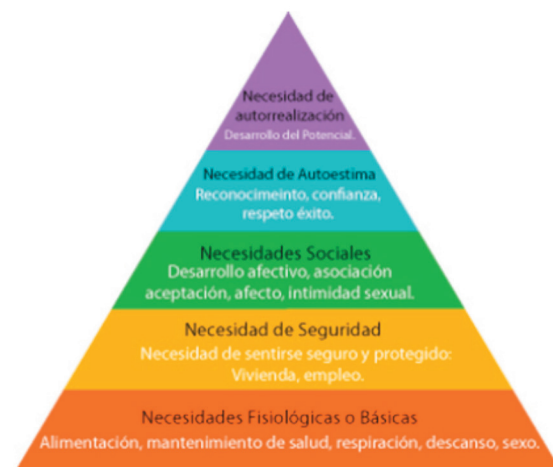 Necesidad de
autorrealización
Desarrollo del Potencial.
Necesidad de Autoestima
Reconocimeinto, confianza,
respeto éxito.
Necesidades Sociales
Desarrollo afectivo, asociación
aceptación, afecto, intimidad sexual.
Necesidad de Seguridad
Necesidad de sentirse seguro y protegido:
Vivienda, empleo.
Necesidades Fisiológicas o Básicas
Alimentación, mantenimiento de salud, respiración, descanso, sexo.